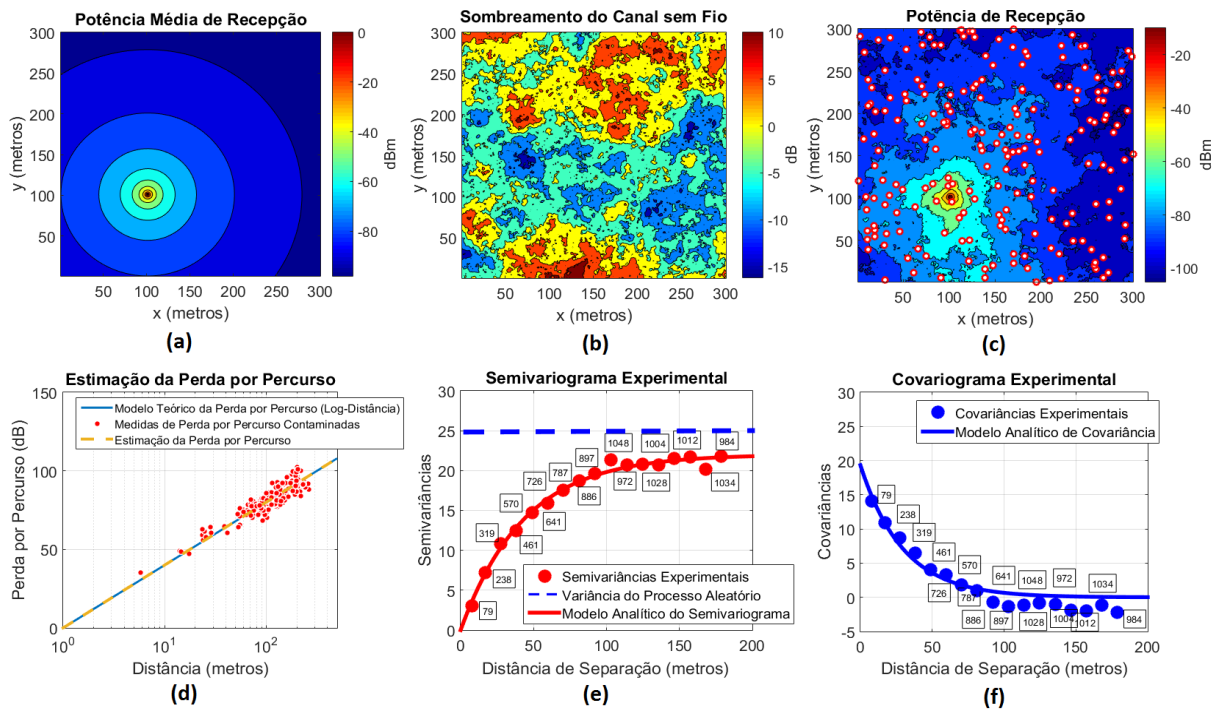 Potência Média de Recepção
300
250
200
150
100
50
y (metros)
50 100 150 200 250 300
x (metros)
0
-20
-40
-60
-80
dBm
(a)
Sombreamento do Canal sem Fio
300
250
200
150
100
50
y (metros)
50 100 150 200 250 300
x (metros)
10
5
0
-5
-10
-15
dB
(b)
Potência de Recepção
300
250
200
150
100
50
y (metros)
50 100 150 200 250 300
x (metros)
-20
-40
-60
-80
-100
dBm
(c)
Estimação da Perda por Percurso
150
100
50
0
Perda por Percurso (dB)
Modelo Teórico da Perda por Percurso (Log-Distância)
Medidas de Perda por Percurso Contaminadas
Estimação da Perda por Percurso
10⁰ 10¹ 10²
Distância (metros)
(d)
Semivariograma Experimental
30
25
20
15
10
5
0
Semivariâncias
79
238
319
461
570
641
726
787
886
897
972
1048
1028
1004
1012
1034
984
Semivariâncias Experimentais
Variância do Processo Aleatório
Modelo Analítico do Semivariograma
0 50 100 150 200
Distância de Separação (metros)
(e)
Covariograma Experimental
30
25
20
15
10
5
0
-5
Covariâncias
Covariâncias Experimentais
Modelo Analítico de Covariância
79
238
319
461
570
641
726
787
886
897
972
1048
1028
1004
1012
1034
984
0 50 100 150 200
Distância de Separação (metros)
(f)